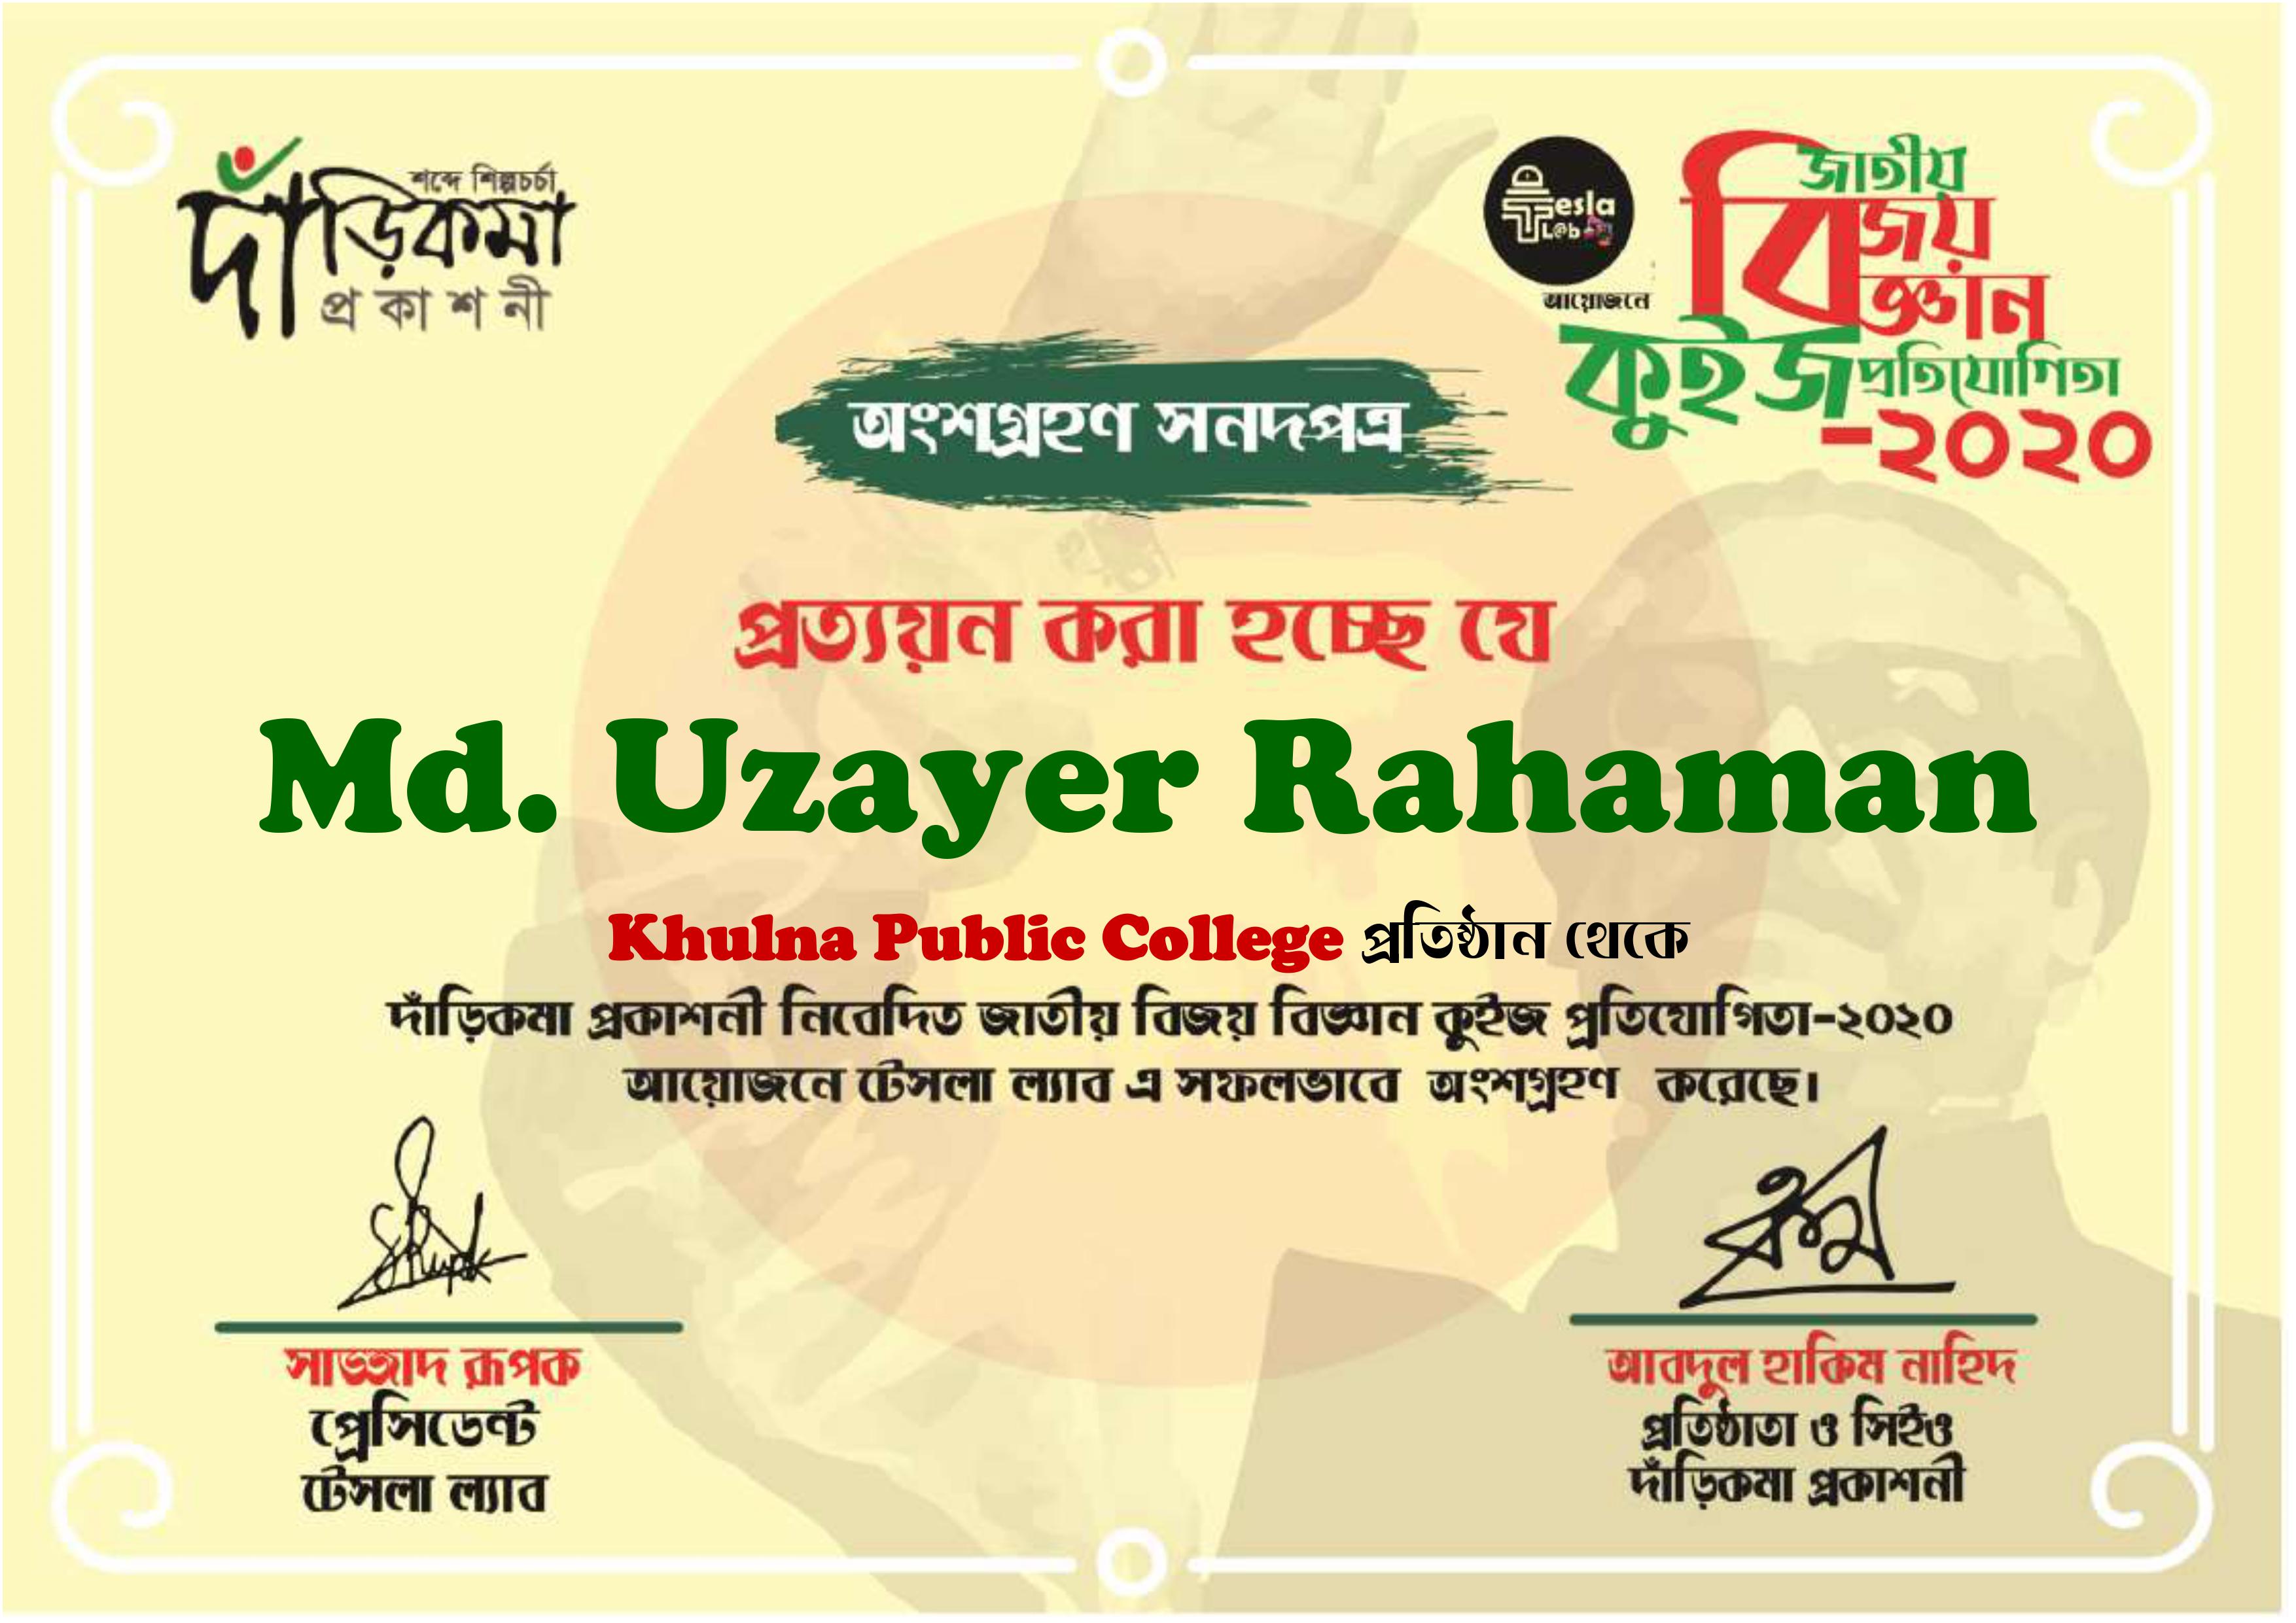 শব্দে শিল্পচর্চা
দাঁড়িকমা
প্রকাশনী
Tesla
L@b
আয়োজনে
জাতীয়
বিজয়
বিজ্ঞান
কুইজ প্রতিযোগিতা
-২০২০
অংশগ্রহণ সনদপত্র
প্রত্যয়ন করা হচ্ছে যে
Md. Uzayer Rahaman
Khulna Public College প্রতিষ্ঠান থেকে
দাঁড়িকমা প্রকাশনী নিবেদিত জাতীয় বিজয় বিজ্ঞান কুইজ প্রতিযোগিতা-২০২০
আয়োজনে টেসলা ল্যাব এ সফলভাবে অংশগ্রহণ করেছে।
সাজ্জাদ রূপক
প্রেসিডেন্ট
টেসলা ল্যাব
আবদুল হাকিম নাহিদ
প্রতিষ্ঠাতা ও সিইও
দাঁড়িকমা প্রকাশনী